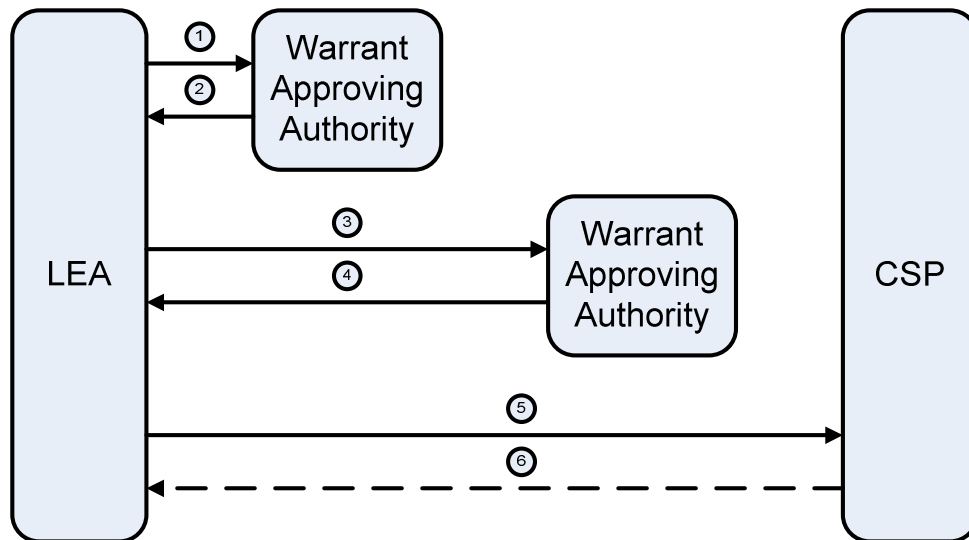 1
Warrant
Approving
Authority
2
3
Warrant
Approving
Authority
4
LEA
CSP
5
6